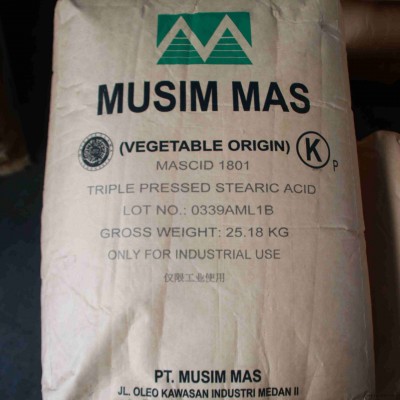 MUSIM MAS
(VEGETABLE ORIGIN) K P
MASCID 1801
TRIPLE PRESSED STEARIC ACID
LOT NO.: 0339AML1B
GROSS WEIGHT: 25.18 KG
ONLY FOR INDUSTRIAL USE
仅限工业使用
PT. MUSIM MAS
JL. OLEO KAWASAN INDUSTRI MEDAN II